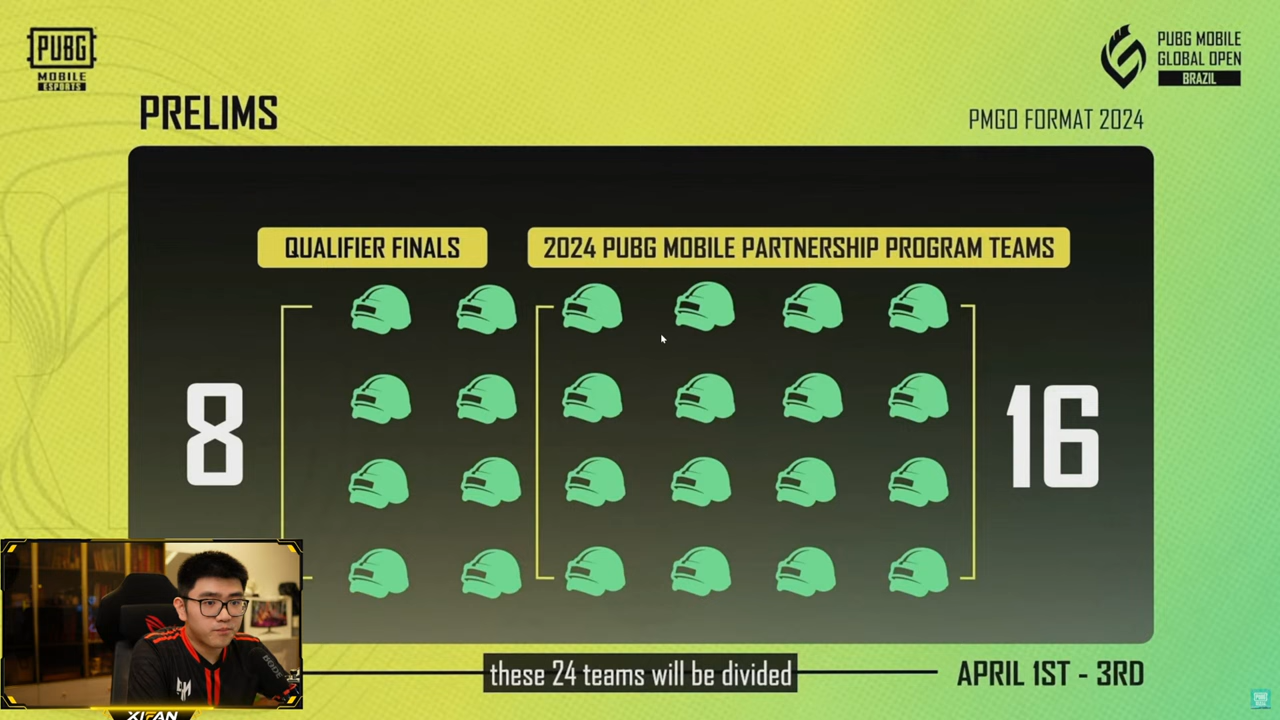 PUBG
MOBILE
ESPORTS
PUBG MOBILE
GLOBAL OPEN
BRAZIL
PRELIMS
PMGO FORMAT 2024
QUALIFIER FINALS
2024 PUBG MOBILE PARTNERSHIP PROGRAM TEAMS
8
16
these 24 teams will be divided
APRIL 1ST - 3RD
XIFAN